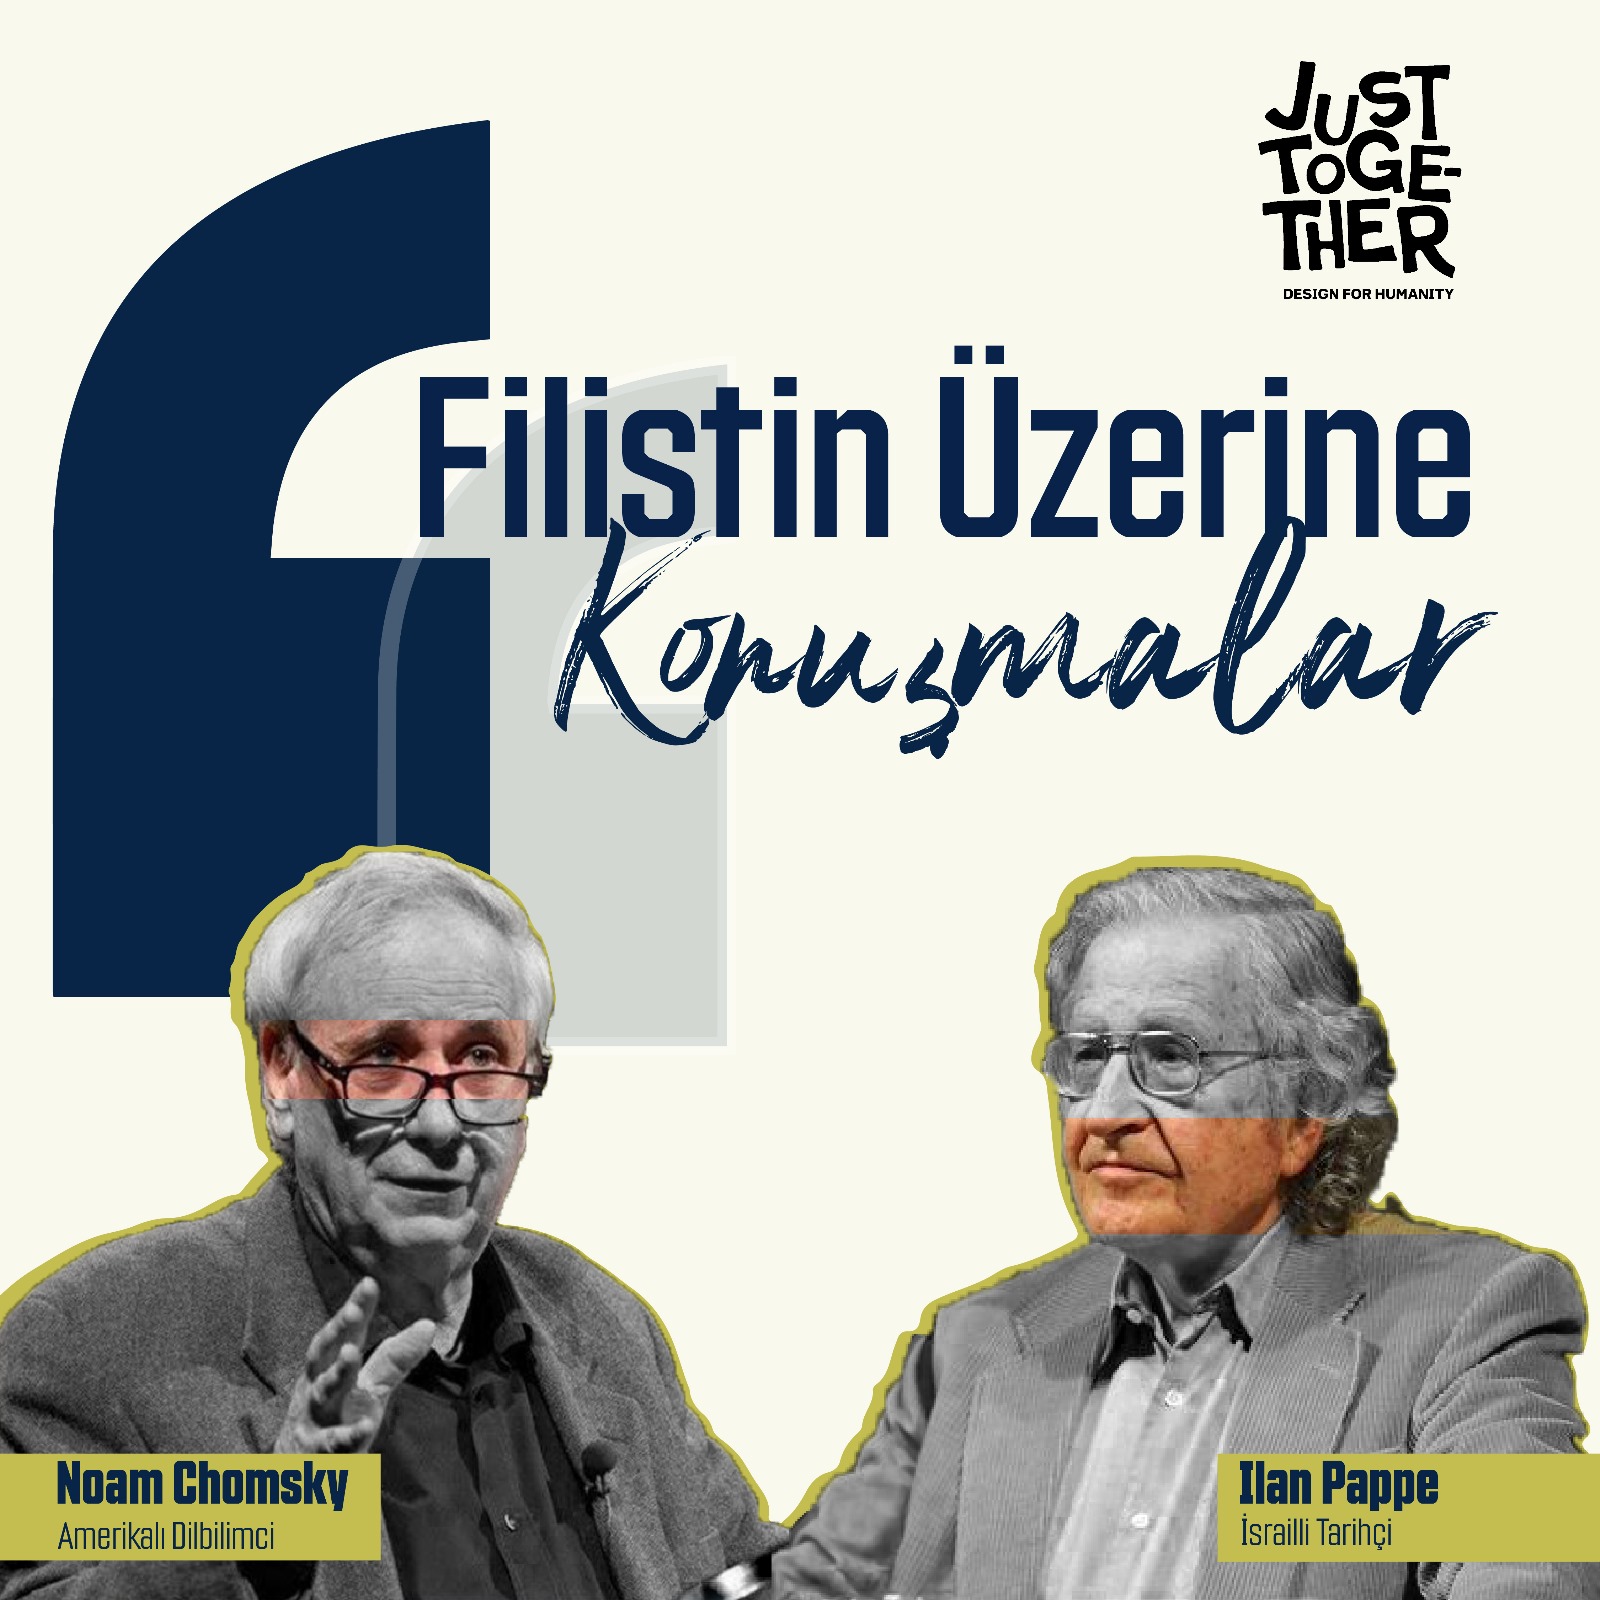 JUST
TOGE-
THER
DESIGN FOR HUMANITY
Filistin Üzerine
Konuşmalar
Noam Chomsky
Amerikalı Dilbilimci
Ilan Pappe
İsrailli Tarihçi